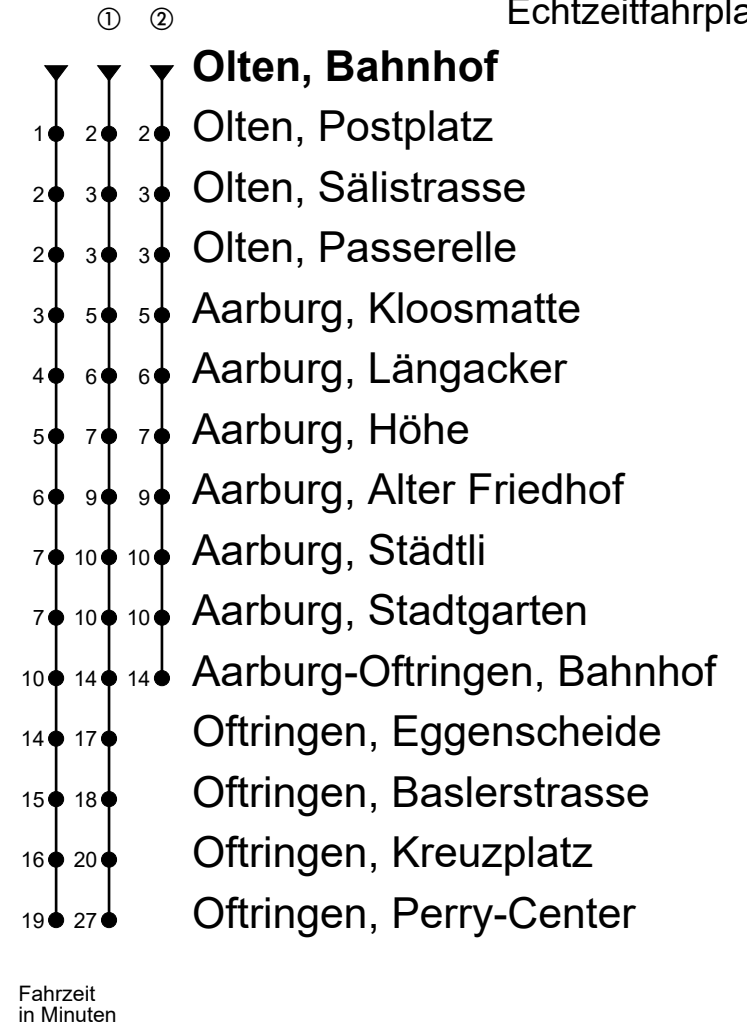 ① ② Echtzeitfahrpla
Olten, Bahnhof
1 2 2 Olten, Postplatz
2 3 3 Olten, Sälistrasse
2 3 3 Olten, Passerelle
3 5 5 Aarburg, Kloosmatte
4 6 6 Aarburg, Längacker
5 7 7 Aarburg, Höhe
6 9 9 Aarburg, Alter Friedhof
7 10 10 Aarburg, Städtli
7 10 10 Aarburg, Stadtgarten
10 14 14 Aarburg-Oftringen, Bahnhof
14 17 Oftringen, Eggenscheide
15 18 Oftringen, Baslerstrasse
16 20 Oftringen, Kreuzplatz
19 27 Oftringen, Perry-Center
Fahrzeit
in Minuten